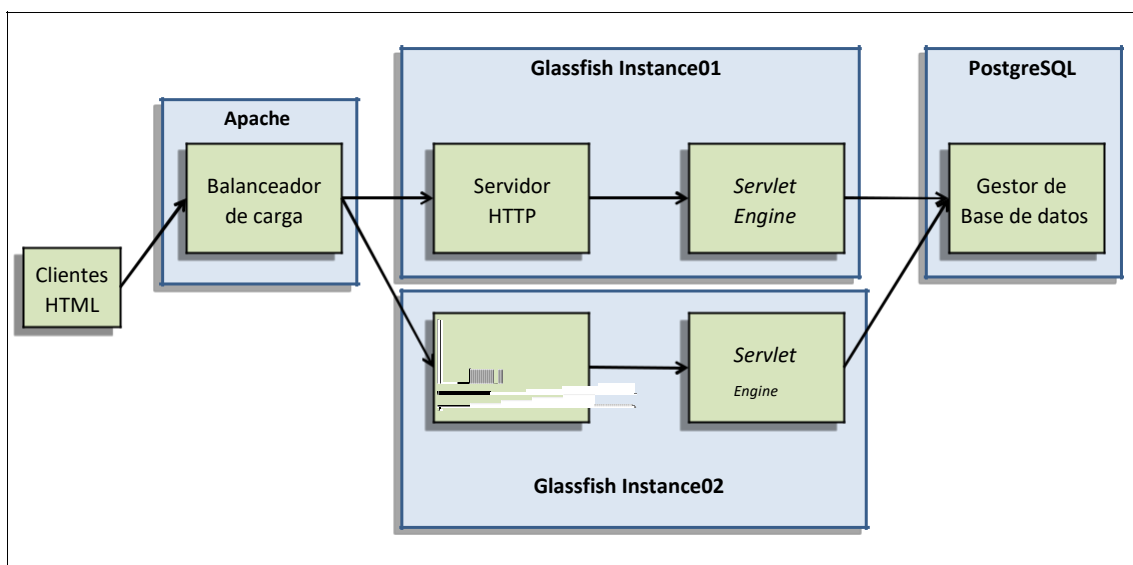 Glassfish Instance01
PostgreSQL
Apache
Balanceador
de carga
Servidor
HTTP
Servlet
Engine
Gestor de
Base de datos
Clientes
HTML
Servlet
Engine
Glassfish Instance02